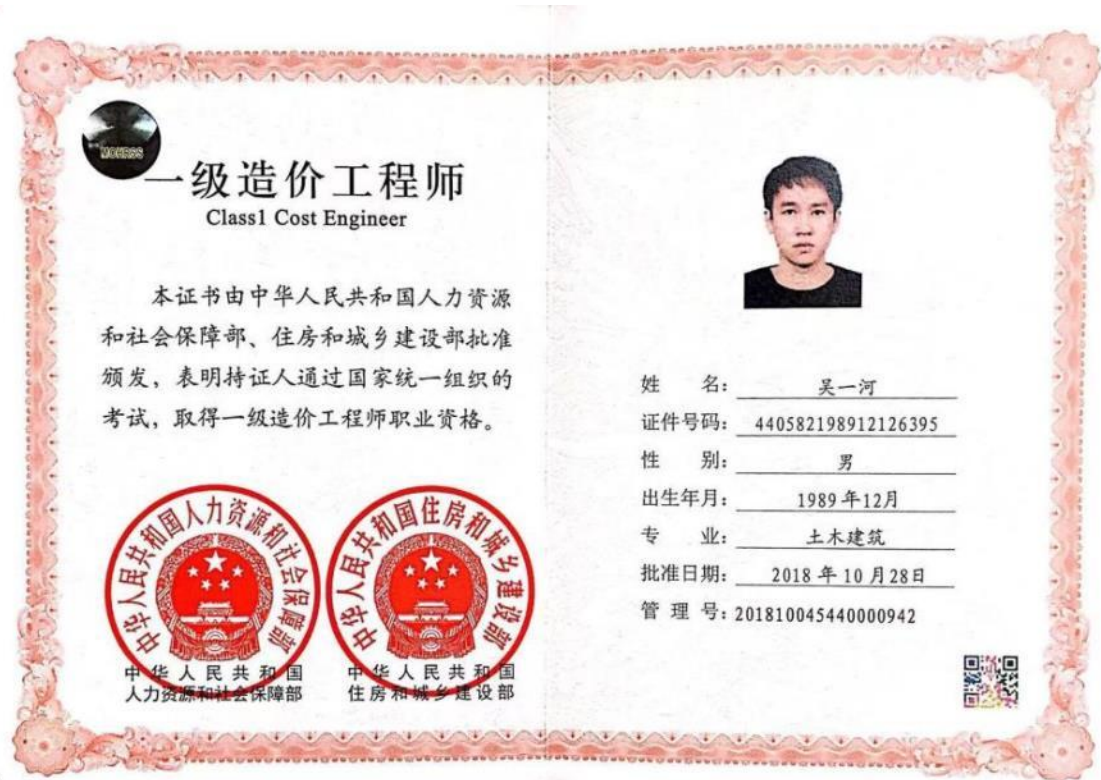 MOHRSS
一级造价工程师
Class1 Cost Engineer
本证书由中华人民共和国人力资源
和社会保障部、住房和城乡建设部批准
颁发，表明持证人通过国家统一组织的
考试，取得一级造价工程师职业资格。
中华人民共和国人力资源和社会保障部
中华人民共和国住房和城乡建设部
中华人民共和国
人力资源和社会保障部
中华人民共和国
住房和城乡建设部
姓 名：吴一河
证件号码：440582198912126395
性 别：男
出生年月：1989年12月
专 业：土木建筑
批准日期：2018年10月28日
管 理 号：201810045440000942